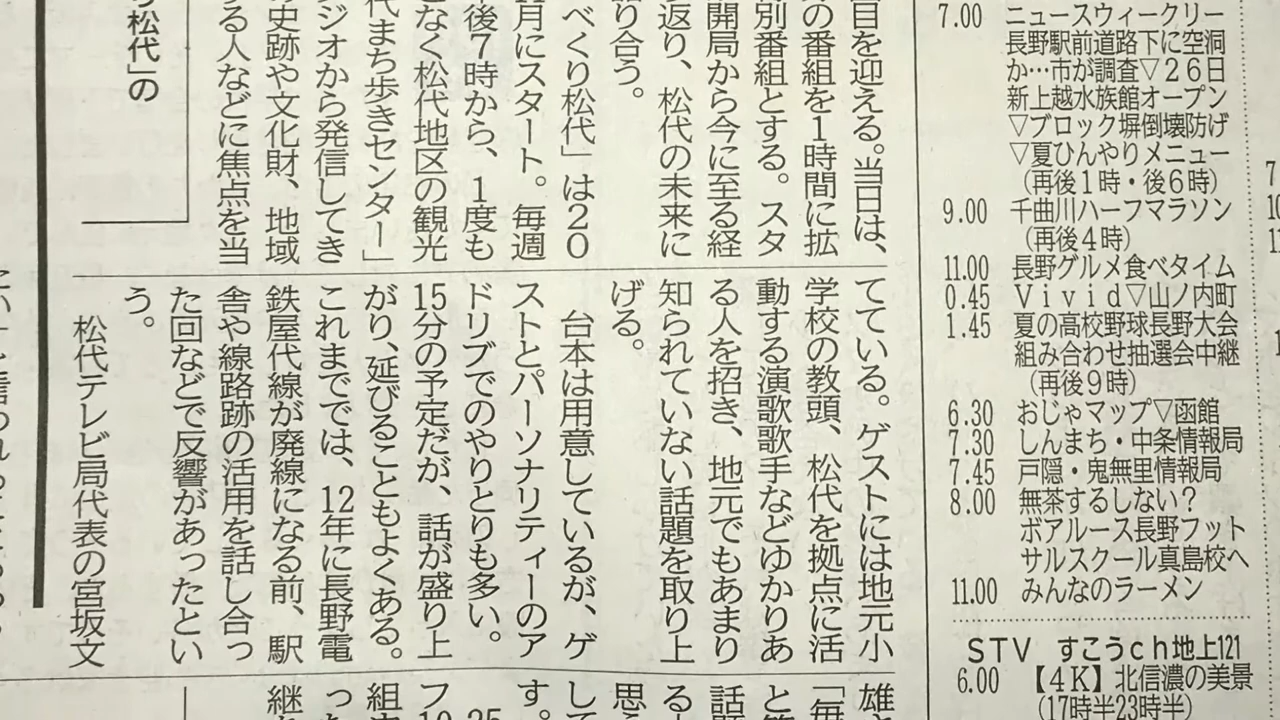 日目を迎える。当日は、
の番組を1時間に拡
別番組とする。スタ
開局から今に至る経
返り、松代の未来に
り合う。
べくり松代」は20
月にスタート。毎週
後7時から、1度も
となく松代地区の観光
代まち歩きセンター」
ジオから発信してき
の史跡や文化財、地域
る人などに焦点を当
松代」の
てている。ゲストには地元小
学校の教頭、松代を拠点に活
動する演歌歌手などゆかりあ
る人を招き、地元でもあまり
知られていない話題を取り上
げる。
台本は用意しているが、ゲ
ストとパーソナリティーのア
ドリブでのやりとりも多い。
15分の予定だが、話が盛り上
がり、延びることもよくある。
これまででは、12年に長野電
鉄屋代線が廃線になる前、駅
舎や線路跡の活用を話し合っ
た回などで反響があったとい
う。
松代テレビ局代表の宮坂文
雄さ
「毎
と
話題
る
思
して
す。
25
フ
10
組
った
継
7.00 ニュースウィークリー
長野駅前道路下に空洞
か…市が調査▽26日
新上越水族館オープン
▽ブロック塀倒壊防げ
▽夏ひんやりメニュー
(再後1時・後6時)
9.00 千曲川ハーフマラソン
(再後4時)
11.00 長野グルメ食べタイム
0.45 Vivid▽山ノ内町
1.45 夏の高校野球長野大会
組み合わせ抽選会中継
(再後9時)
6.30 おじゃマップ▽函館
7.30 しんまち・中条情報局
7.45 戸隠・鬼無里情報局
8.00 無茶するしない?
ボアルース長野フット
サルスクール真島校へ
11.00 みんなのラーメン
STV すこうch地上121
6.00 【4K】北信濃の美景
(17時半23時半)